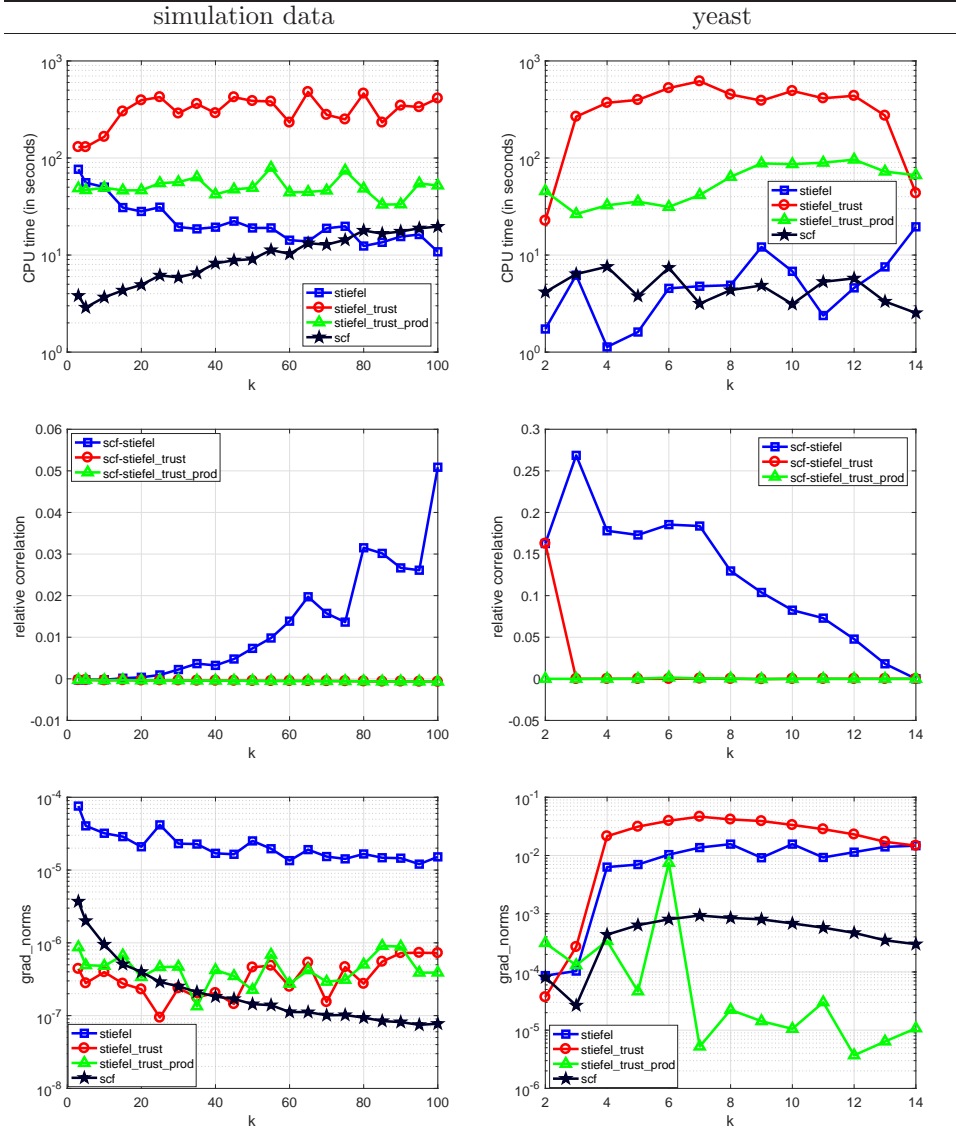 simulation data yeast
CPU time (in seconds)
10^3
10^2
10^1
10^0
0 20 40 60 80 100
k
stiefel
stiefel_trust
stiefel_trust_prod
scf
CPU time (in seconds)
10^3
10^2
10^1
10^0
2 4 6 8 10 12 14
k
stiefel
stiefel_trust
stiefel_trust_prod
scf
relative correlation
0.06
0.05
0.04
0.03
0.02
0.01
0
-0.01
0 20 40 60 80 100
k
scf-stiefel
scf-stiefel_trust
scf-stiefel_trust_prod
relative correlation
0.3
0.25
0.2
0.15
0.1
0.05
0
-0.05
2 4 6 8 10 12 14
k
scf-stiefel
scf-stiefel_trust
scf-stiefel_trust_prod
grad_norms
10^-4
10^-5
10^-6
10^-7
10^-8
0 20 40 60 80 100
k
stiefel
stiefel_trust
stiefel_trust_prod
scf
grad_norms
10^-1
10^-2
10^-3
10^-4
10^-5
10^-6
2 4 6 8 10 12 14
k
stiefel
stiefel_trust
stiefel_trust_prod
scf